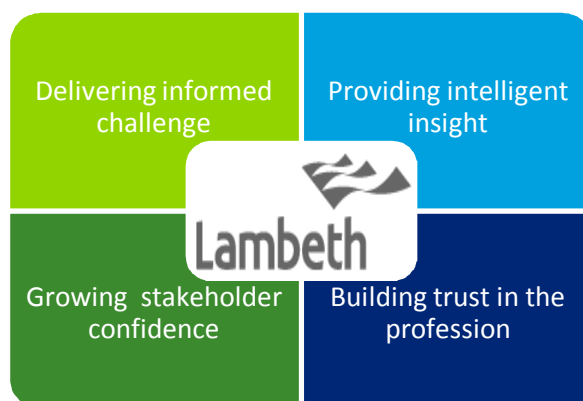 Delivering informed
challenge
Providing intelligent
insight
Lambeth
Growing stakeholder
confidence
Building trust in the
profession